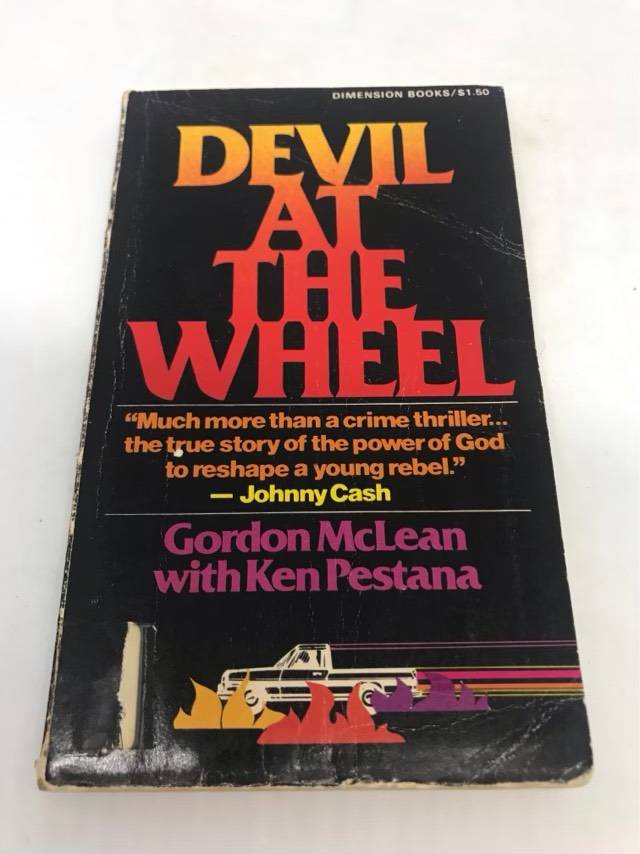 DIMENSION BOOKS/$1.50
DEVIL
AT
THE
WHEEL
“Much more than a crime thriller...
the true story of the power of God
to reshape a young rebel.”
— Johnny Cash
Gordon McLean
with Ken Pestana